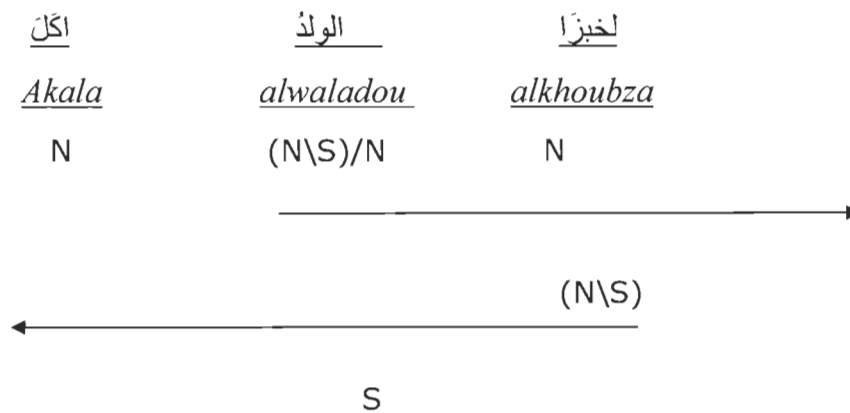 اكَلَ الولدُ لخبزَا
Akala alwaladou alkhoubza
N (N\S)/N N
(N\S)
S